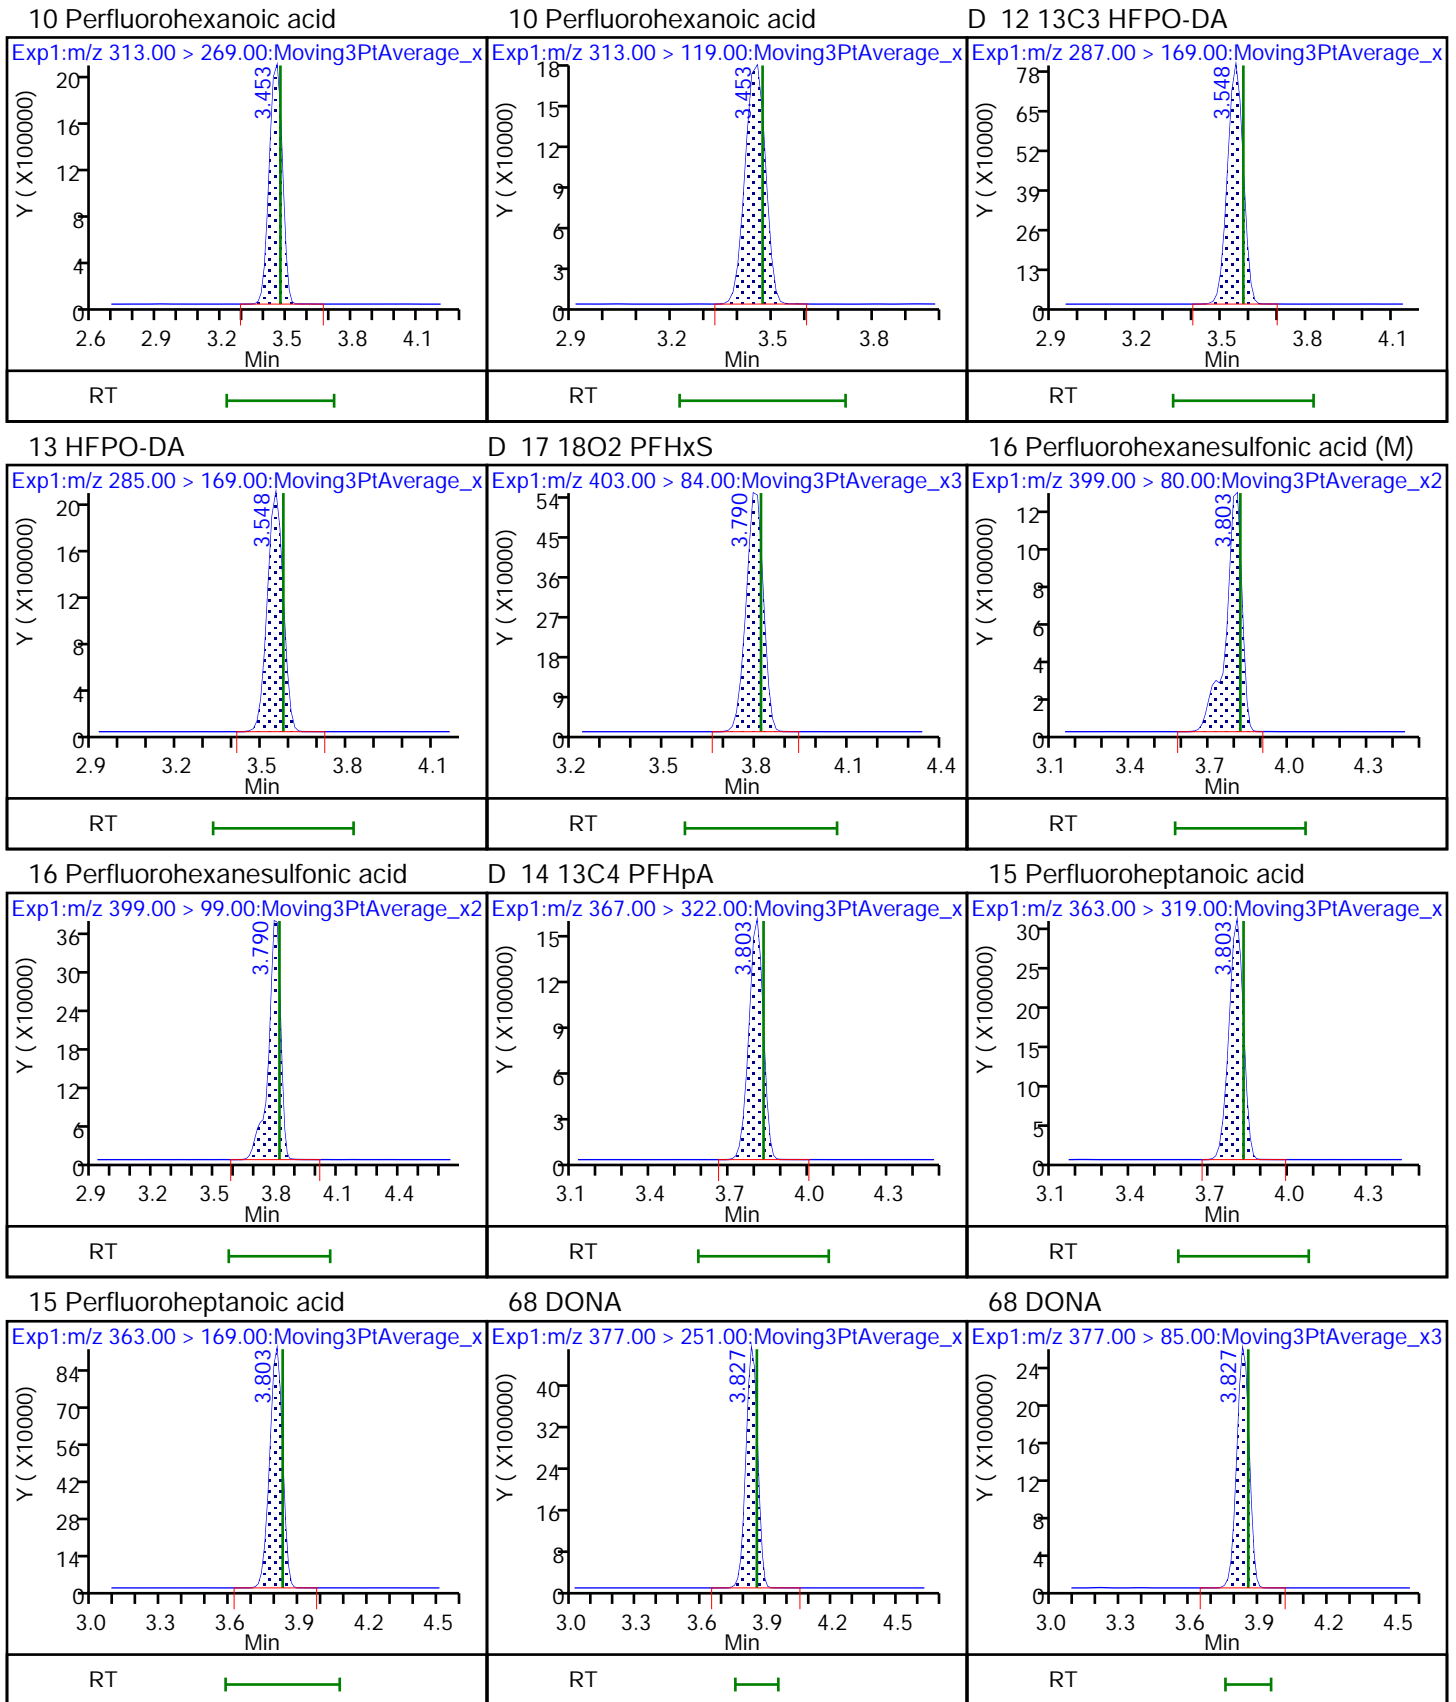 10 Perfluorohexanoic acid
Exp1:m/z 313.00 > 269.00:Moving3PtAverage_x
3.453
Y ( X100000)
20
16
12
8
4
0
2.6 2.9 3.2 3.5 3.8 4.1
Min
RT
10 Perfluorohexanoic acid
Exp1:m/z 313.00 > 119.00:Moving3PtAverage_x
3.453
Y ( X10000)
18
15
12
9
6
3
0
2.9 3.2 3.5 3.8
Min
RT
D 12 13C3 HFPO-DA
Exp1:m/z 287.00 > 169.00:Moving3PtAverage_x
3.548
Y ( X10000)
78
65
52
39
26
13
0
2.9 3.2 3.5 3.8 4.1
Min
RT
13 HFPO-DA
Exp1:m/z 285.00 > 169.00:Moving3PtAverage_x
3.548
Y ( X100000)
20
16
12
8
4
0
2.9 3.2 3.5 3.8 4.1
Min
RT
D 17 18O2 PFHxS
Exp1:m/z 403.00 > 84.00:Moving3PtAverage_x3
3.790
Y ( X10000)
54
45
36
27
18
9
0
3.2 3.5 3.8 4.1 4.4
Min
RT
16 Perfluorohexanesulfonic acid (M)
Exp1:m/z 399.00 > 80.00:Moving3PtAverage_x2
3.803
Y ( X100000)
12
10
8
6
4
2
0
3.1 3.4 3.7 4.0 4.3
Min
RT
16 Perfluorohexanesulfonic acid
Exp1:m/z 399.00 > 99.00:Moving3PtAverage_x2
3.790
Y ( X10000)
36
30
24
18
12
6
0
2.9 3.2 3.5 3.8 4.1 4.4
Min
RT
D 14 13C4 PFHpA
Exp1:m/z 367.00 > 322.00:Moving3PtAverage_x
3.803
Y ( X100000)
15
12
9
6
3
0
3.1 3.4 3.7 4.0 4.3
Min
RT
15 Perfluoroheptanoic acid
Exp1:m/z 363.00 > 319.00:Moving3PtAverage_x
3.803
Y ( X100000)
30
25
20
15
10
5
0
3.1 3.4 3.7 4.0 4.3
Min
RT
15 Perfluoroheptanoic acid
Exp1:m/z 363.00 > 169.00:Moving3PtAverage_x
3.803
Y ( X10000)
84
70
56
42
28
14
0
3.0 3.3 3.6 3.9 4.2 4.5
Min
RT
68 DONA
Exp1:m/z 377.00 > 251.00:Moving3PtAverage_x
3.827
Y ( X100000)
40
32
24
16
8
0
3.0 3.3 3.6 3.9 4.2 4.5
Min
RT
68 DONA
Exp1:m/z 377.00 > 85.00:Moving3PtAverage_x3
3.827
Y ( X100000)
24
20
16
12
8
4
0
3.0 3.3 3.6 3.9 4.2 4.5
Min
RT